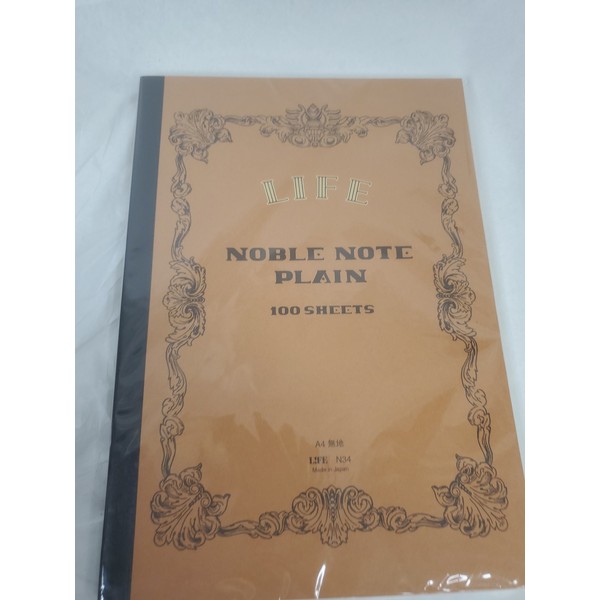 LIFE
NOBLE NOTE
PLAIN
100 SHEETS
A4 無地
LIFE N34
Made in Japan